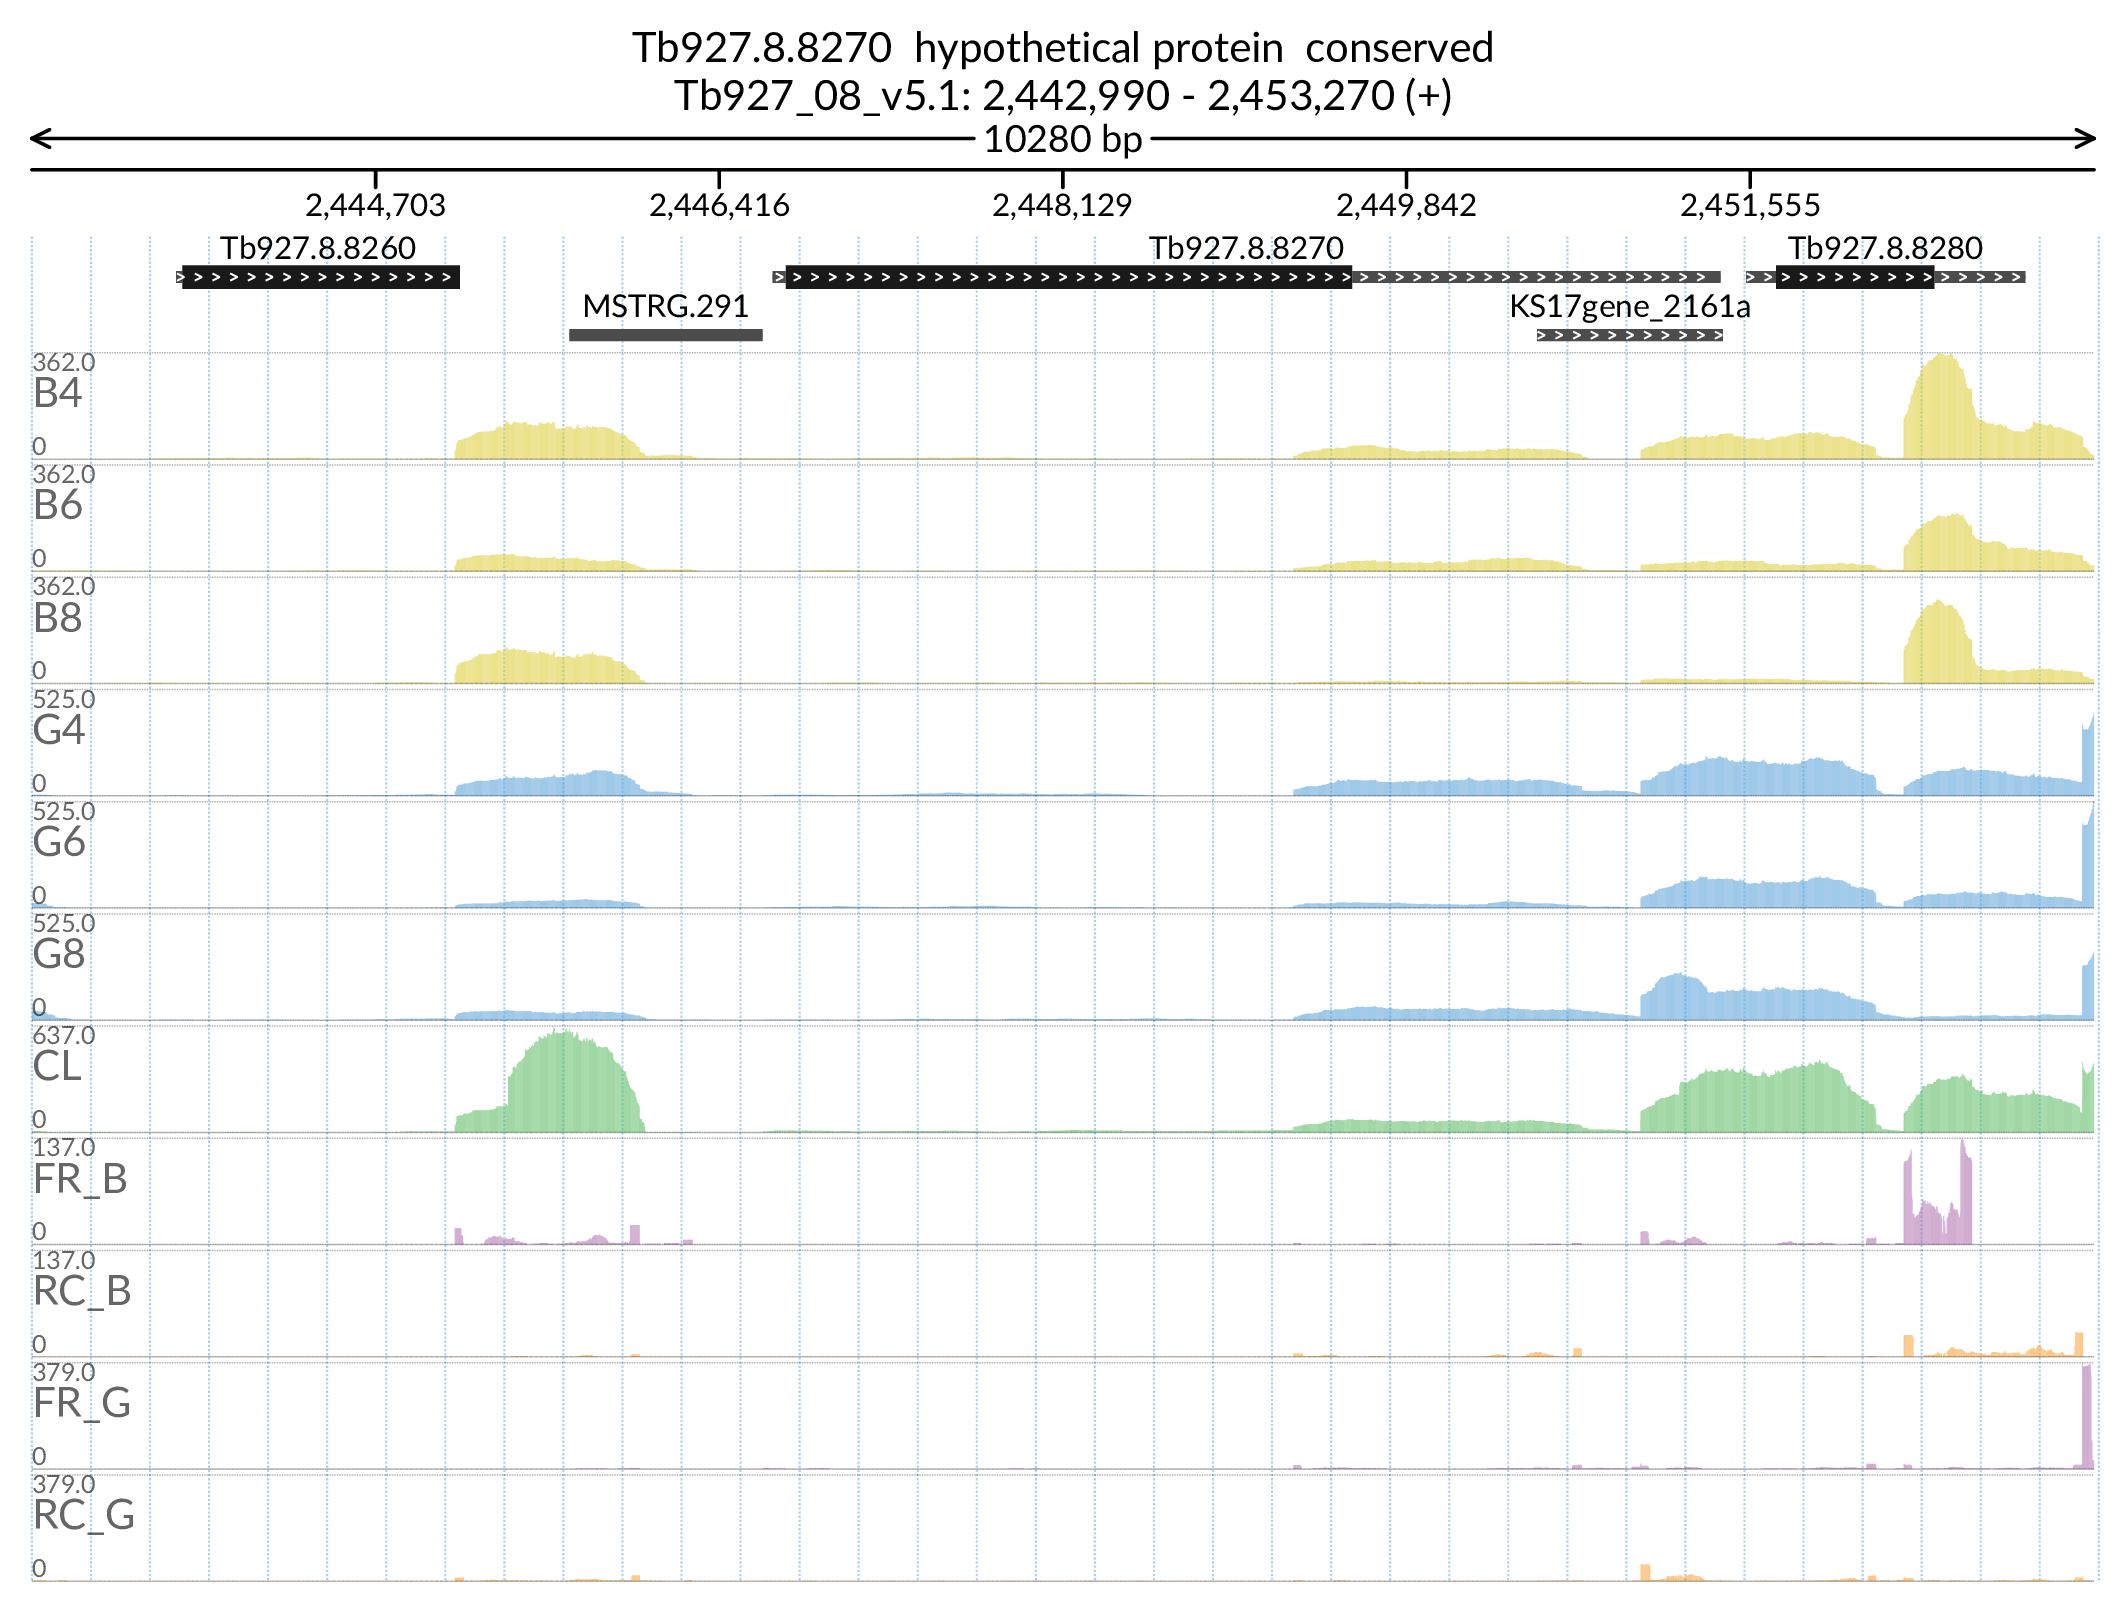 Tb927.8.8270 hypothetical protein conserved
Tb927_08_v5.1: 2,442,990 - 2,453,270 (+)
10280 bp
2,444,703 2,446,416 2,448,129 2,449,842 2,451,555
Tb927.8.8260 Tb927.8.8270 Tb927.8.8280
MSTRG.291 KS17gene_2161a
362.0
B4
0
362.0
B6
0
362.0
B8
0
525.0
G4
0
525.0
G6
0
525.0
G8
0
637.0
CL
0
137.0
FR_B
0
137.0
RC_B
0
379.0
FR_G
0
379.0
RC_G
0